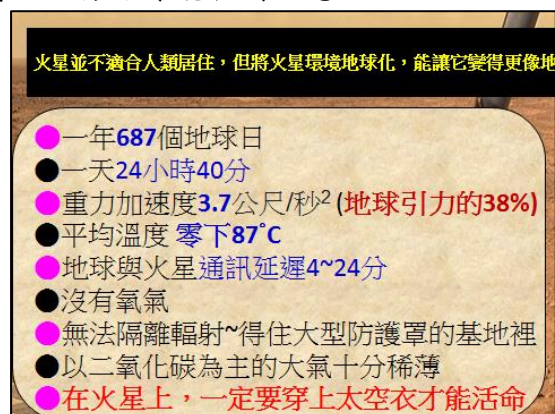 火星並不適合人類居住，但將火星環境地球化，能讓它變得更像地
●一年687個地球日
●一天24小時40分
●重力加速度3.7公尺/秒² (地球引力的38%)
●平均溫度 零下87°C
●地球與火星通訊延遲4~24分
●沒有氧氣
●無法隔離輻射~得住大型防護罩的基地裡
●以二氧化碳為主的大氣十分稀薄
●在火星上，一定要穿上太空衣才能活命